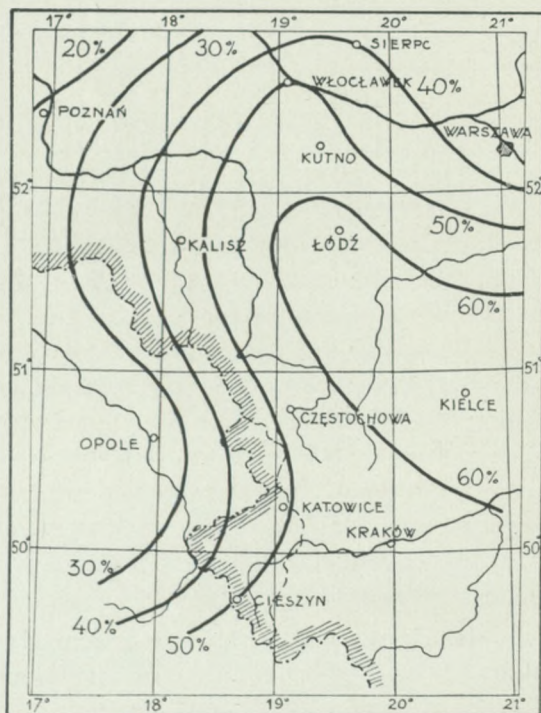 17° 18° 19° 20° 21°
20% 30% SIERPC
WŁOCŁAWEK 40%
POZNAŃ
WARSZAWA
KUTNO
52° 52°
50%
KALISZ ŁÓDŹ
60%
51° 51°
KIELCE
CZĘSTOCHOWA
OPOLE
60%
KATOWICE
KRAKÓW
50° 50°
30%
CIESZYN
40%
50%
17° 18° 19° 20° 21°